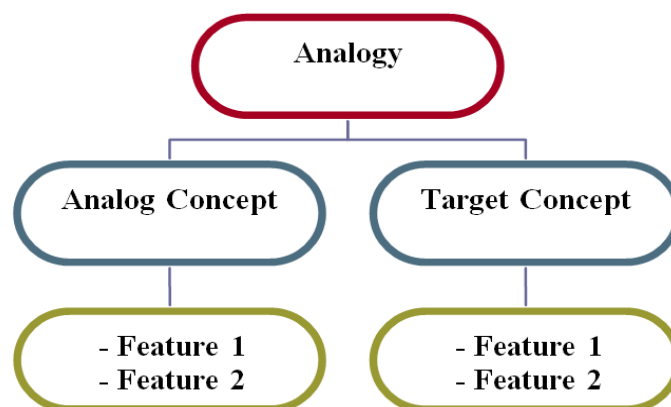 Analogy
Analog Concept
Target Concept
- Feature 1
- Feature 2
- Feature 1
- Feature 2